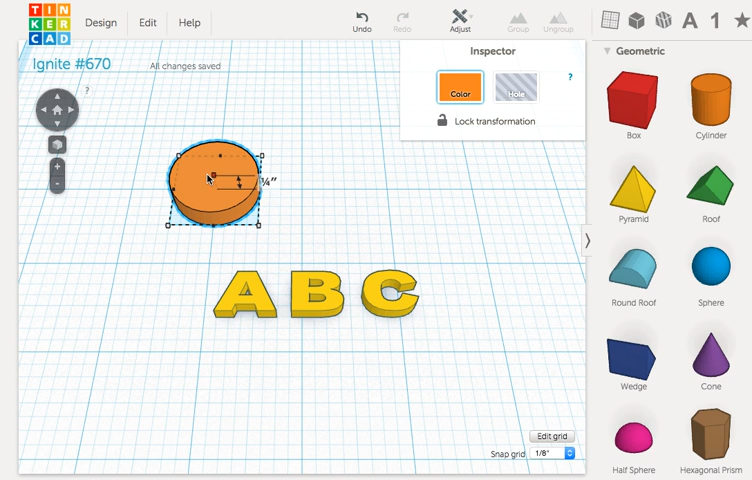 TIN
KER
CAD
Design
Edit
Help
Undo
Redo
Adjust
Group
Ungroup
A 1
Ignite #670
All changes saved
?
Inspector
Color
Hole
?
Lock transformation
+
-
¼"
A B C
Geometric
Box
Cylinder
Pyramid
Roof
Round Roof
Sphere
Wedge
Cone
Half Sphere
Hexagonal Prism
Edit grid
Snap grid 1/8"